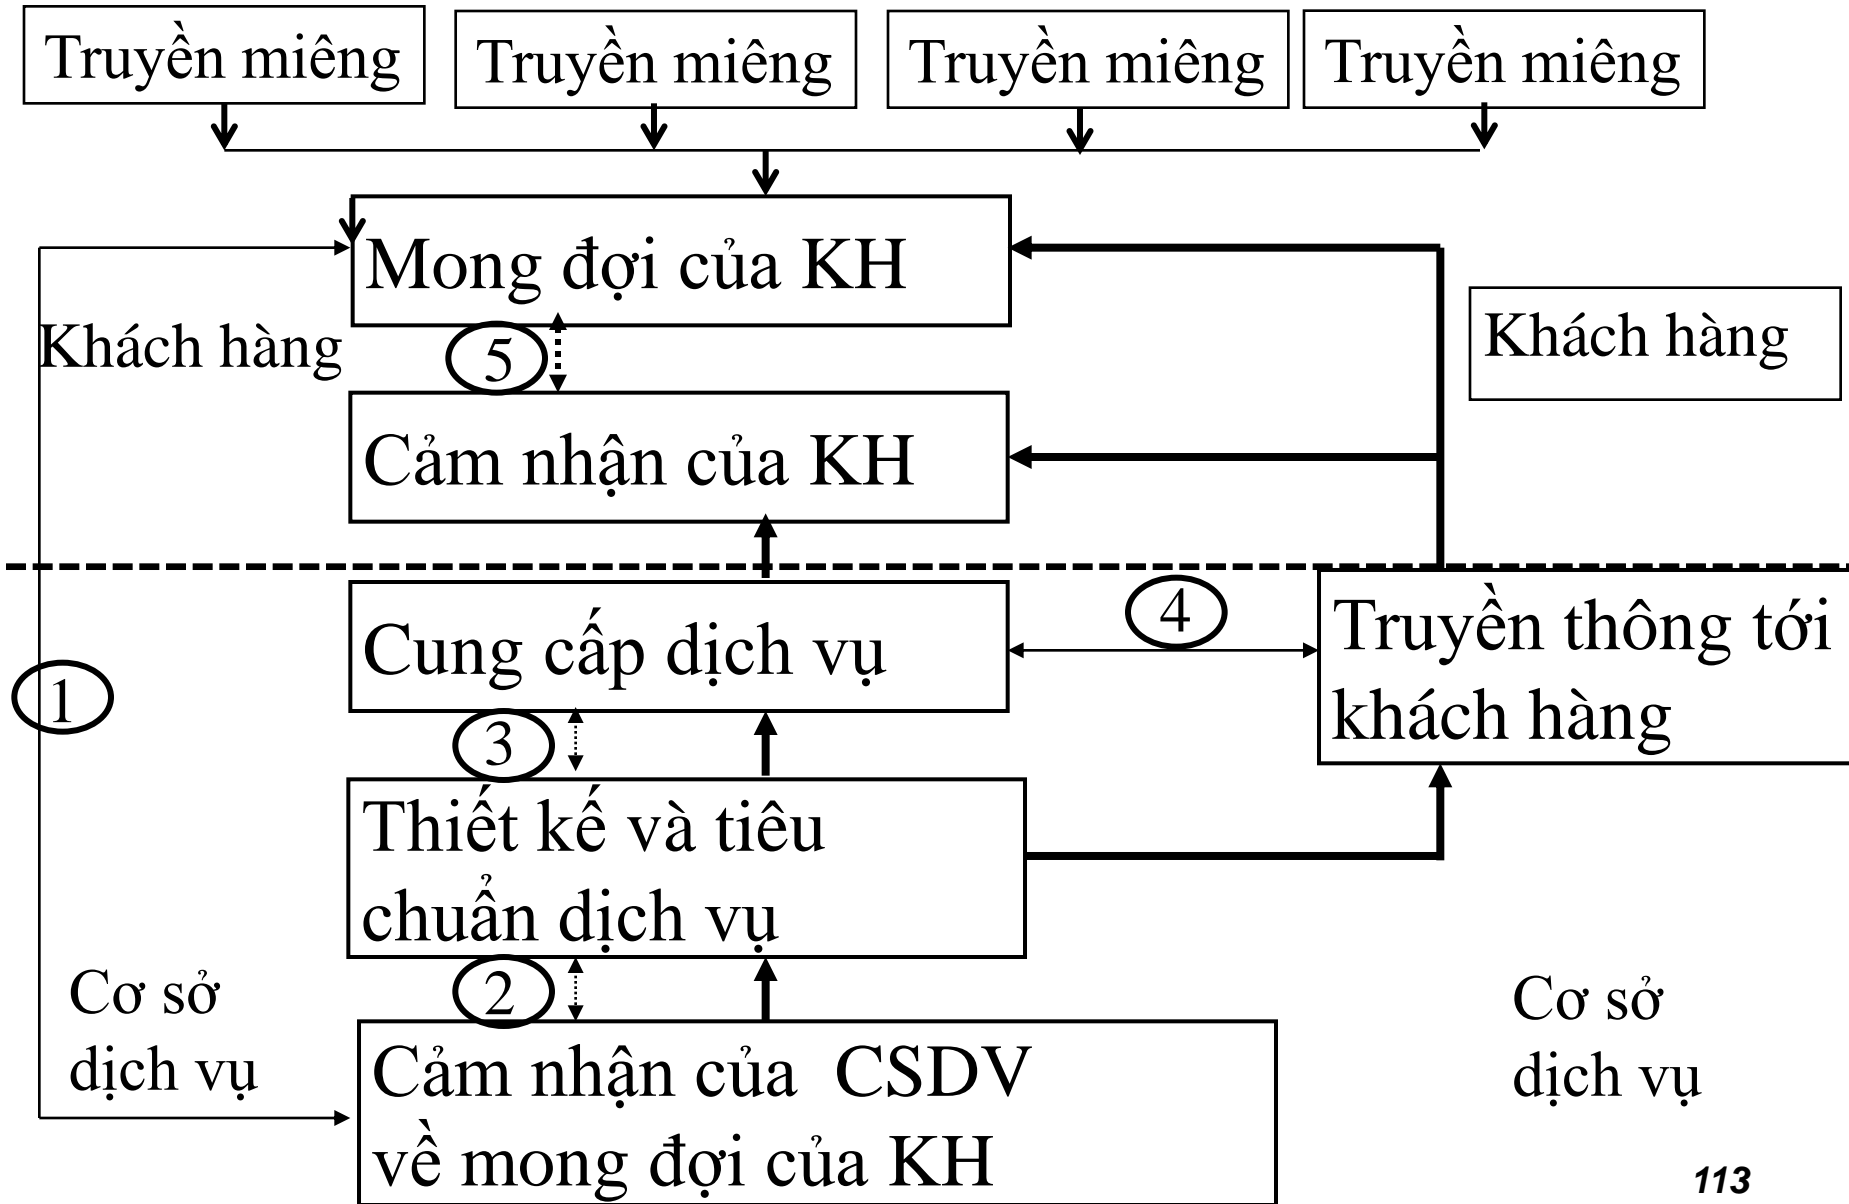 Truyền miêng
Truyền miêng
Truyền miêng
Truyền miêng
Mong đợi của KH
Khách hàng
5
Khách hàng
Cảm nhận của KH
Cung cấp dịch vụ
4
Truyền thông tới
khách hàng
1
3
Thiết kế và tiêu
chuẩn dịch vụ
2
Cơ sở
dịch vụ
Cảm nhận của CSDV
về mong đợi của KH
Cơ sở
dịch vụ
113